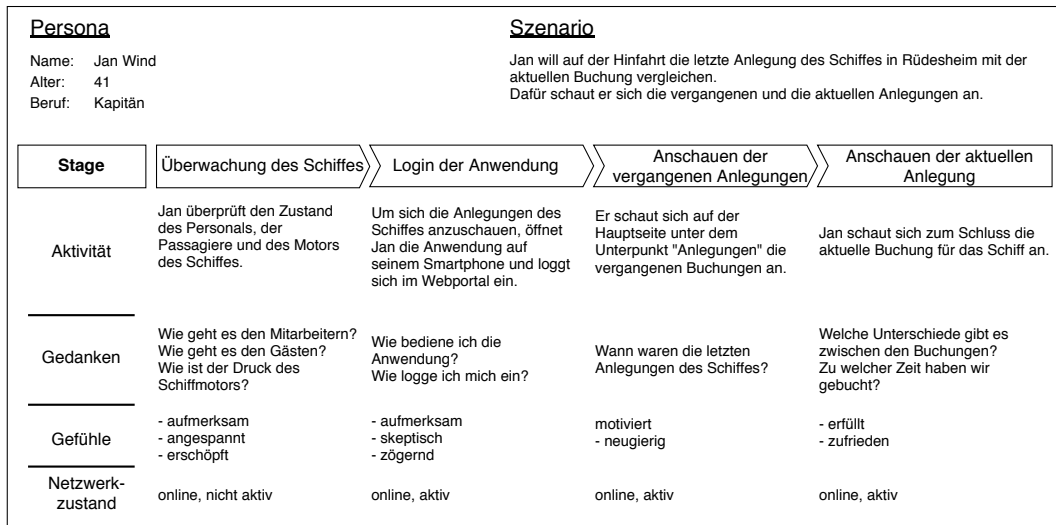 Persona
Name: Jan Wind
Alter: 41
Beruf: Kapitän
Szenario
Jan will auf der Hinfahrt die letzte Anlegung des Schiffes in Rüdesheim mit der
aktuellen Buchung vergleichen.
Dafür schaut er sich die vergangenen und die aktuellen Anlegungen an.
Stage
Überwachung des Schiffes
Login der Anwendung
Anschauen der
vergangenen Anlegungen
Anschauen der aktuellen
Anlegung
Aktivität
Jan überprüft den Zustand
des Personals, der
Passagiere und des Motors
des Schiffes.
Um sich die Anlegungen des
Schiffes anzuschauen, öffnet
Jan die Anwendung auf
seinem Smartphone und loggt
sich im Webportal ein.
Er schaut sich auf der
Hauptseite unter dem
Unterpunkt "Anlegungen" die
vergangenen Buchungen an.
Jan schaut sich zum Schluss die
aktuelle Buchung für das Schiff an.
Gedanken
Wie geht es den Mitarbeitern?
Wie geht es den Gästen?
Wie ist der Druck des
Schiffmotors?
Wie bediene ich die
Anwendung?
Wie logge ich mich ein?
Wann waren die letzten
Anlegungen des Schiffes?
Welche Unterschiede gibt es
zwischen den Buchungen?
Zu welcher Zeit haben wir
gebucht?
Gefühle
- aufmerksam
- angespannt
- erschöpft
- aufmerksam
- skeptisch
- zögernd
motiviert
- neugierig
- erfüllt
- zufrieden
Netzwerk-
zustand
online, nicht aktiv
online, aktiv
online, aktiv
online, aktiv